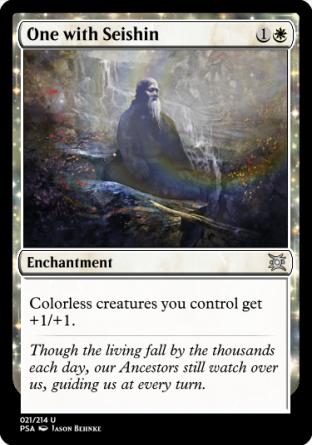 One with Seishin 1
Enchantment
Colorless creatures you control get
+1/+1.
Though the living fall by the thousands
each day, our Ancestors still watch over
us, guiding us at every turn.
021/214 U
PSA Jason Behnke